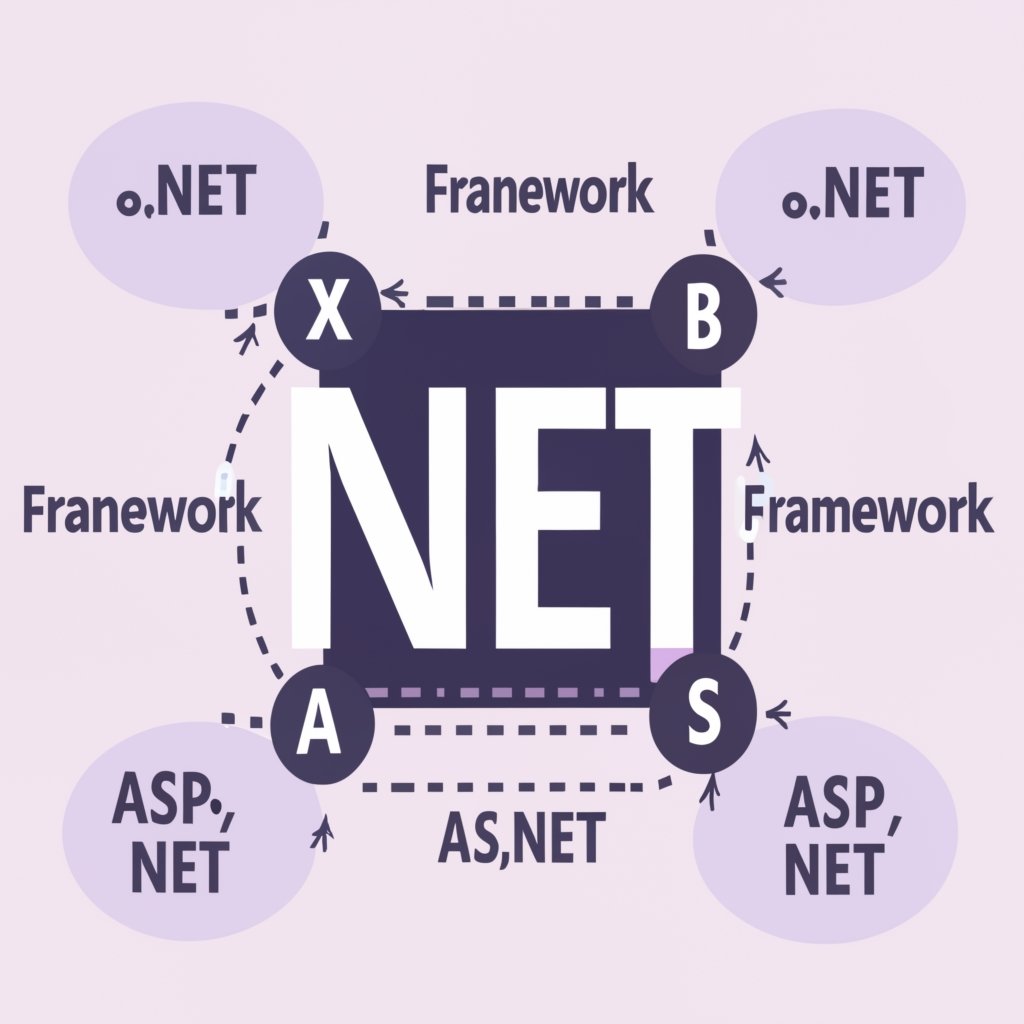 o.NET
Franework
o.NET
X
B
NET
Franework
Framework
A
S
ASP.,
NET
AS,NET
ASP,
NET